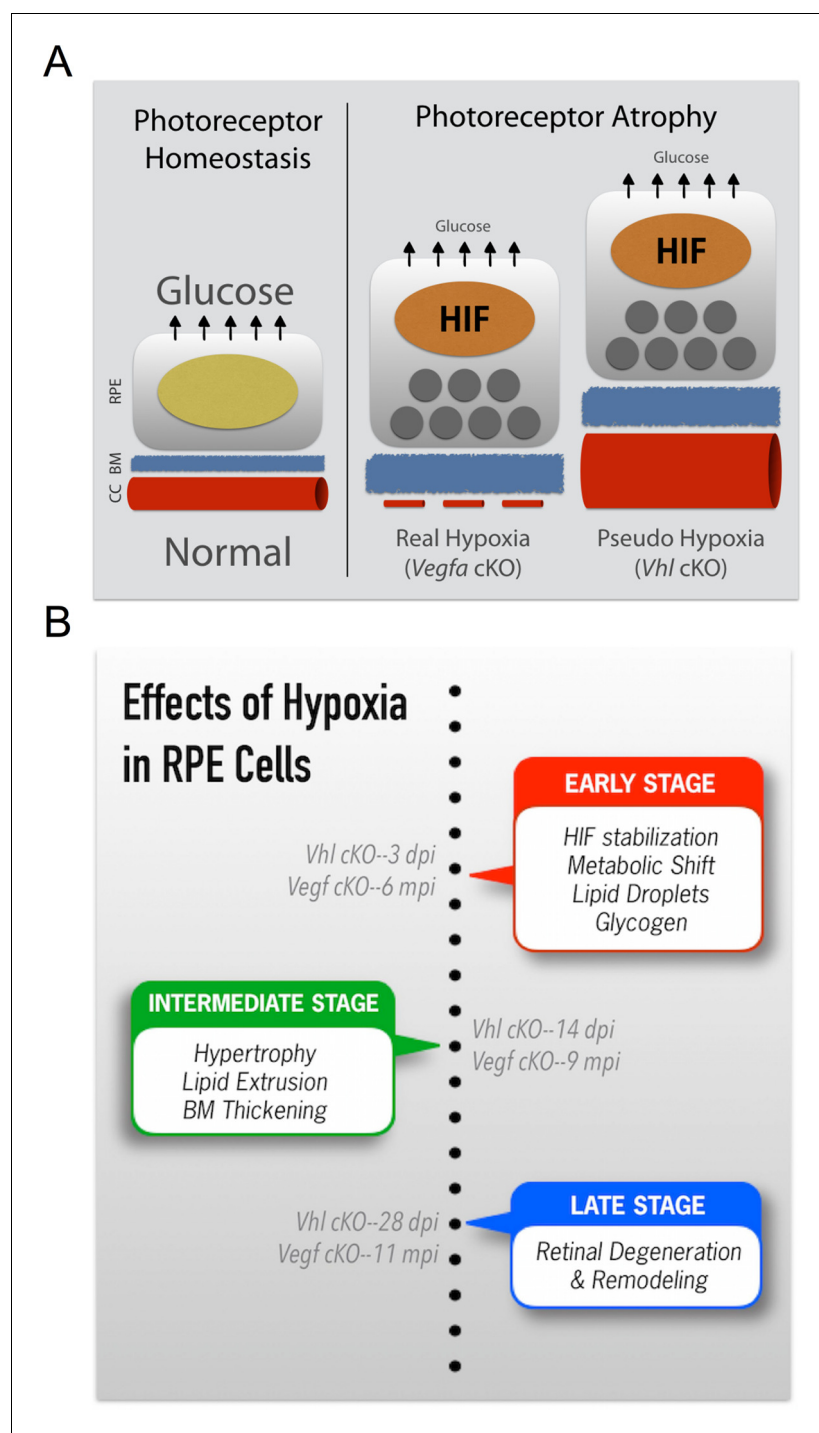 A
Photoreceptor
Homeostasis
Photoreceptor Atrophy
Glucose
HIF
Glucose
HIF
Glucose
RPE
BM
CC
Normal
Real Hypoxia
(Vegfa cKO)
Pseudo Hypoxia
(Vhl cKO)
B
Effects of Hypoxia
in RPE Cells
EARLY STAGE
HIF stabilization
Metabolic Shift
Lipid Droplets
Glycogen
Vhl cKO--3 dpi
Vegf cKO--6 mpi
INTERMEDIATE STAGE
Hypertrophy
Lipid Extrusion
BM Thickening
Vhl cKO--14 dpi
Vegf cKO--9 mpi
LATE STAGE
Retinal Degeneration
& Remodeling
Vhl cKO--28 dpi
Vegf cKO--11 mpi